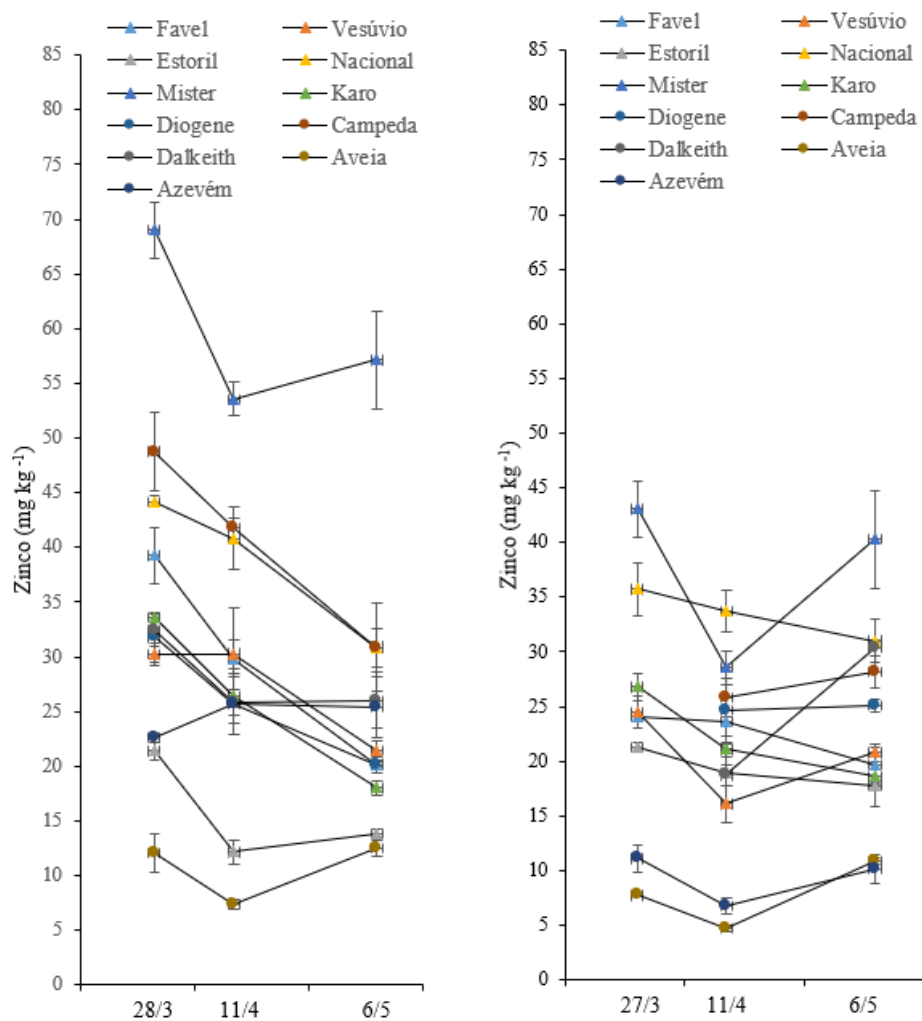 Favel Vesúvio
Estoril Nacional
Mister Karo
Diogene Campeda
Dalkeith Aveia
Azevém
85
80
75
70
65
60
55
50
45
40
35
30
25
20
15
10
5
0
Zinco (mg kg⁻¹)
28/3 11/4 6/5
Favel Vesúvio
Estoril Nacional
Mister Karo
Diogene Campeda
Dalkeith Aveia
Azevém
85
80
75
70
65
60
55
50
45
40
35
30
25
20
15
10
5
0
Zinco (mg kg⁻¹)
27/3 11/4 6/5